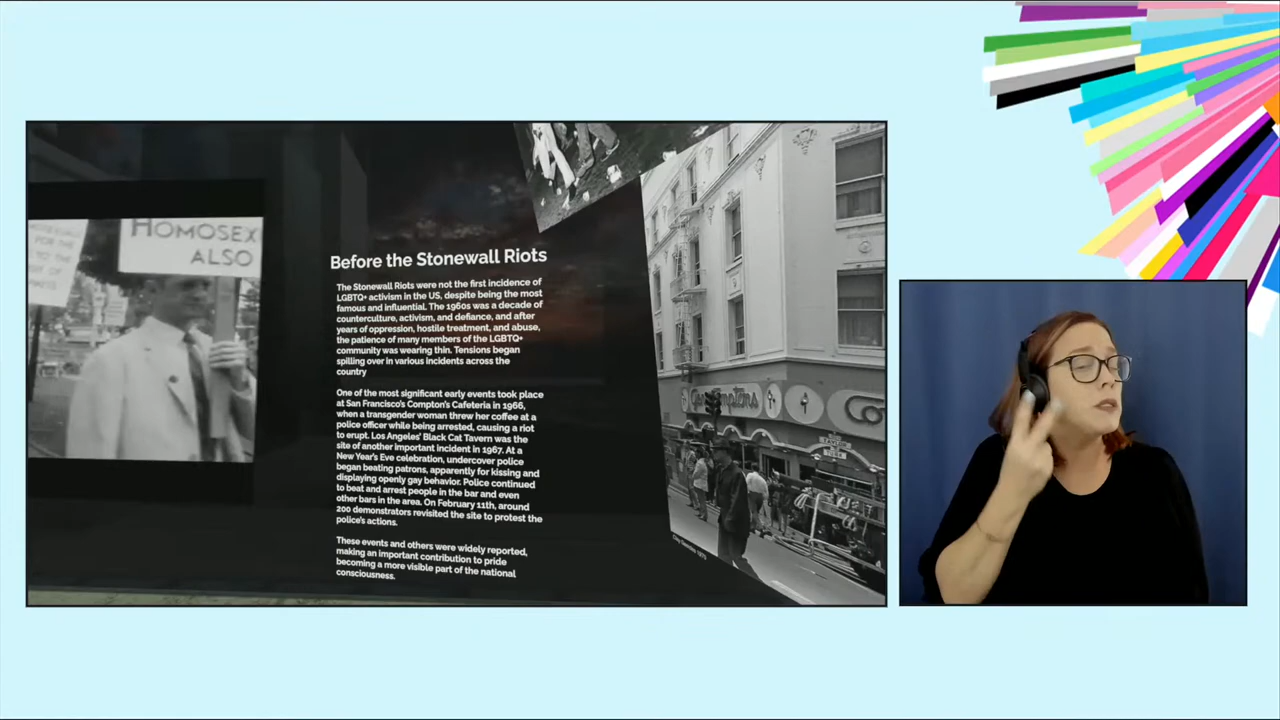 HOMOSEX
ALSO
FOR THE
Before the Stonewall Riots
The Stonewall Riots were not the first incidence of
LGBTQ+ activism in the US, despite being the most
famous and influential. The 1960s was a decade of
counterculture, activism, and defiance, and after
years of oppression, hostile treatment, and abuse,
the patience of many members of the LGBTQ+
community was wearing thin. Tensions began
spilling over in various incidents across the
country
One of the most significant early events took place
at San Francisco's Compton's Cafeteria in 1966,
when a transgender woman threw her coffee at a
police officer while being arrested, causing a riot
to erupt. Los Angeles' Black Cat Tavern was the
site of another important incident in 1967. At a
New Year's Eve celebration, undercover police
began beating patrons, apparently for kissing and
displaying openly gay behavior. Police continued
to beat and arrest people in the bar and even
other bars in the area. On February 11th, around
200 demonstrators revisited the site to protest the
police's actions.
These events and others were widely reported,
making an important contribution to pride
becoming a more visible part of the national
consciousness.